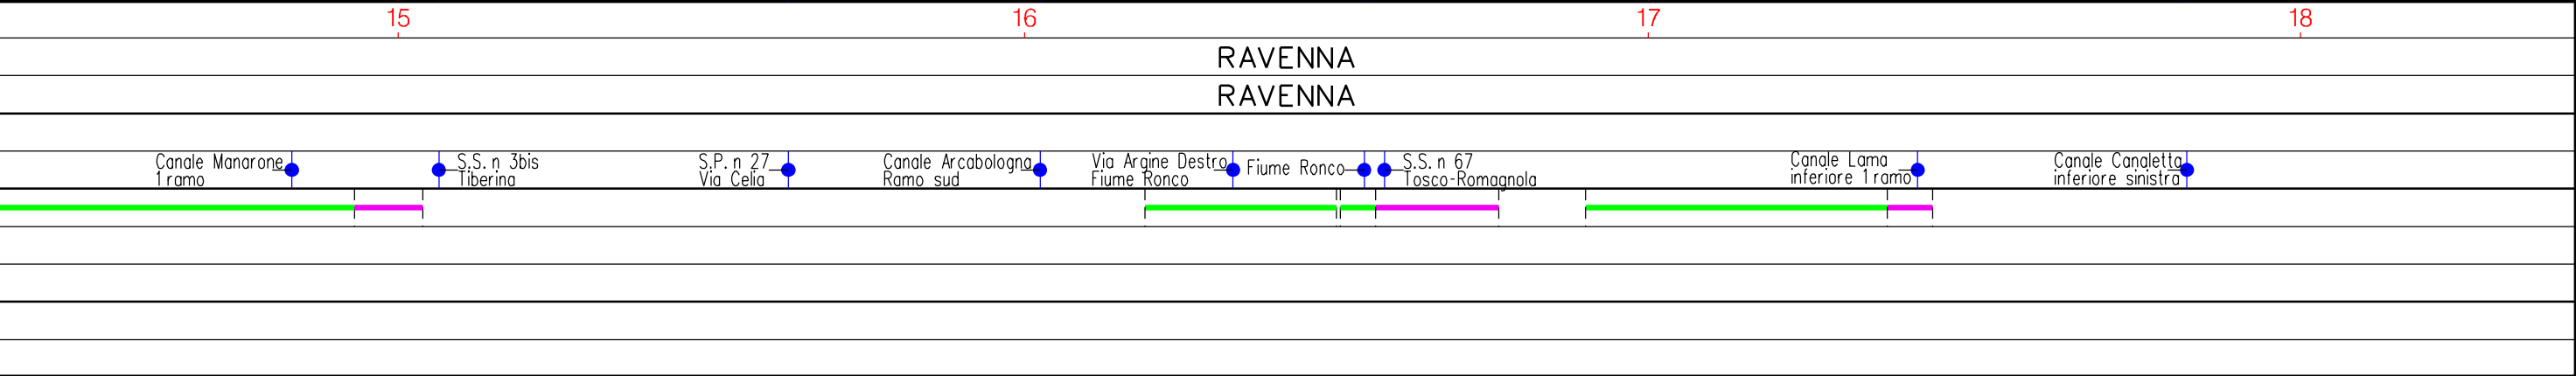 15 16 17 18
RAVENNA
RAVENNA
Canale Manarone
1 ramo
S.S. n 3bis
Tiberina
S.P. n 27
Via Celia
Canale Arcabologna
Ramo sud
Via Argine Destro
Fiume Ronco
Fiume Ronco
S.S. n 67
Tosco-Romagnola
Canale Lama
inferiore 1 ramo
Canale Canaletta
inferiore sinistra